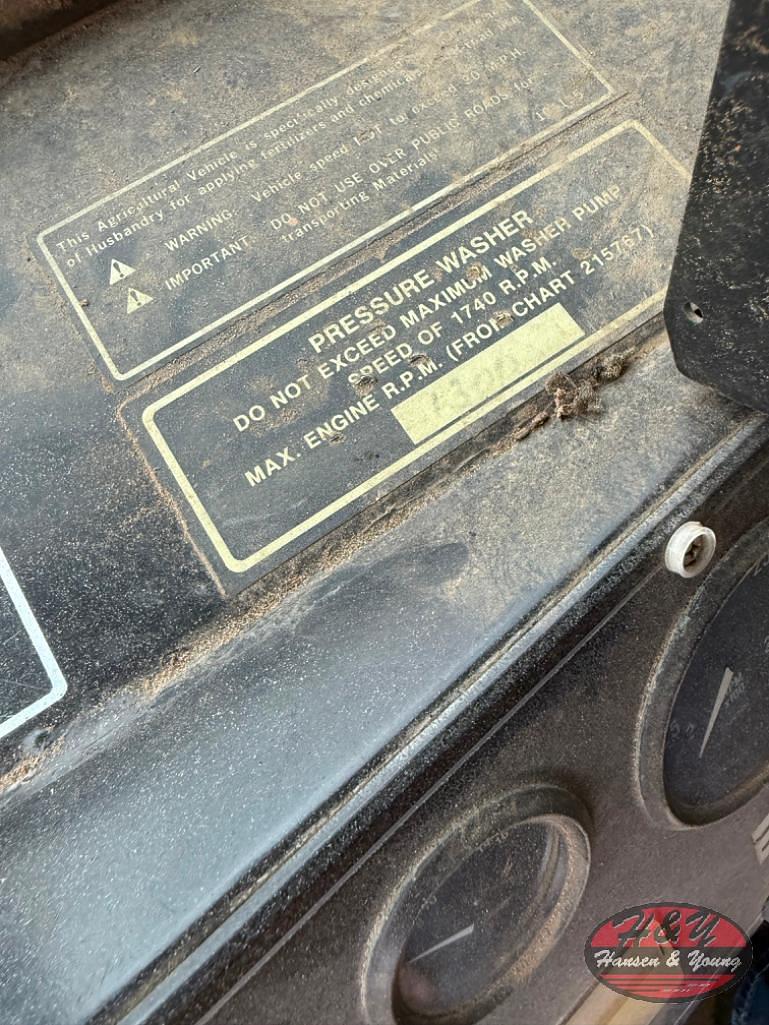 This Agricultural Vehicle is specifically designed
of Husbandry for applying fertilizers and chemicals
WARNING: Vehicle speed NOT to exceed 30 M.P.H.
IMPORTANT: DO NOT USE OVER PUBLIC ROADS for
transporting Materials.
PRESSURE WASHER
DO NOT EXCEED MAXIMUM WASHER PUMP
SPEED OF 1740 R.P.M.
MAX. ENGINE R.P.M. (FROM CHART 215767)
H&Y
Hansen & Young